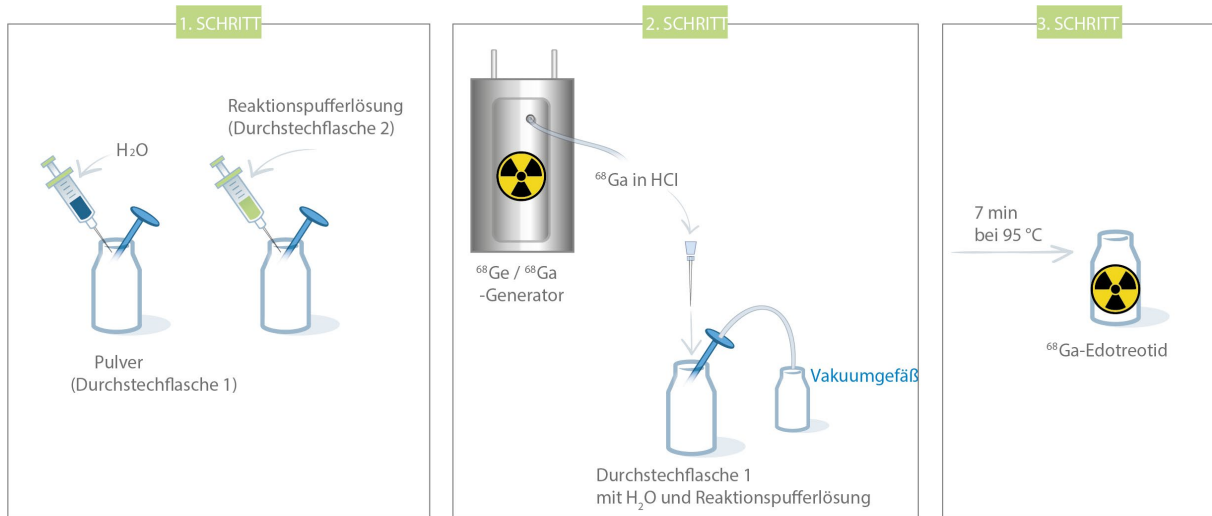 1. SCHRITT
H₂O
Reaktionspufferlösung
(Durchstechflasche 2)
Pulver
(Durchstechflasche 1)
2. SCHRITT
⁶⁸Ga in HCl
⁶⁸Ge / ⁶⁸Ga
-Generator
Vakuumgefäß
Durchstechflasche 1
mit H₂O und Reaktionspufferlösung
3. SCHRITT
7 min
bei 95 °C
⁶⁸Ga-Edotreotid